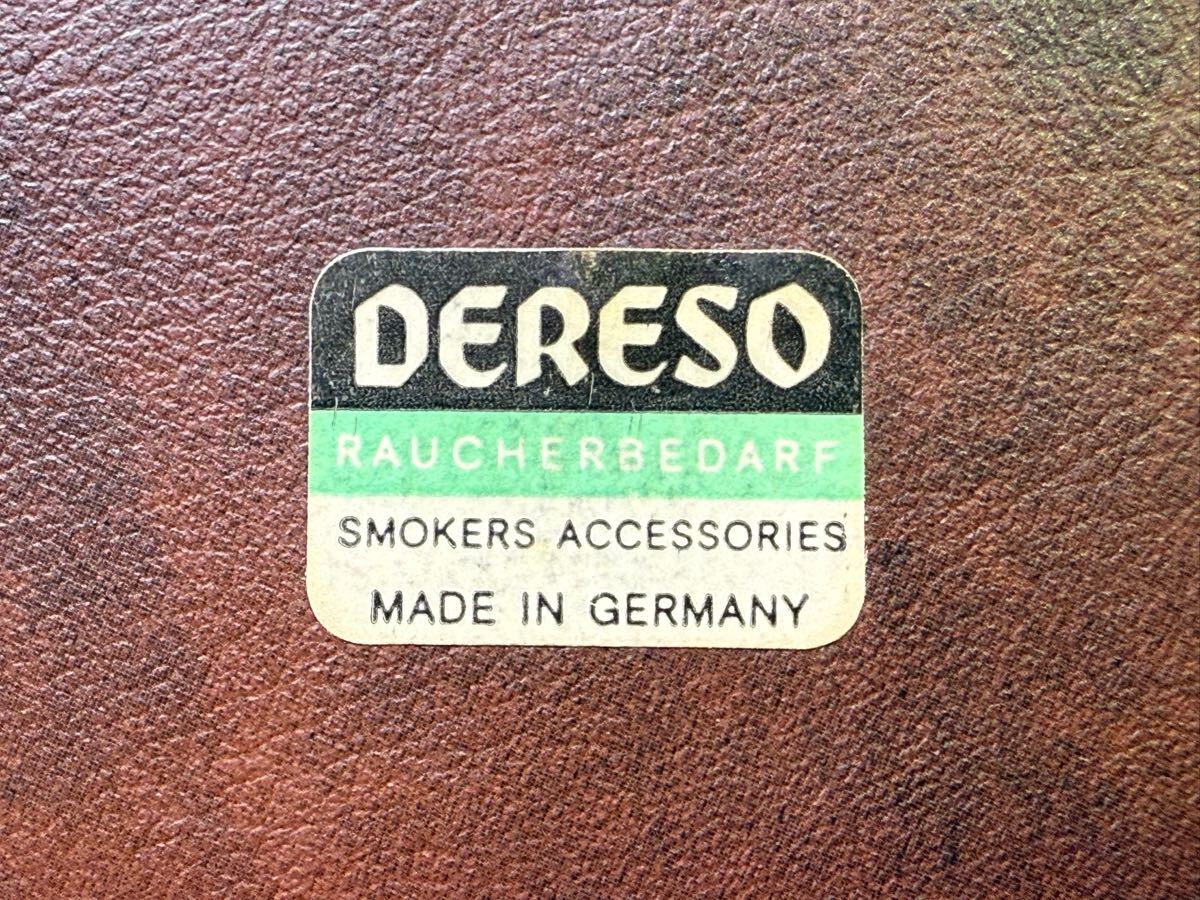 DERESO
RAUCHERBEDARF
SMOKERS ACCESSORIES
MADE IN GERMANY